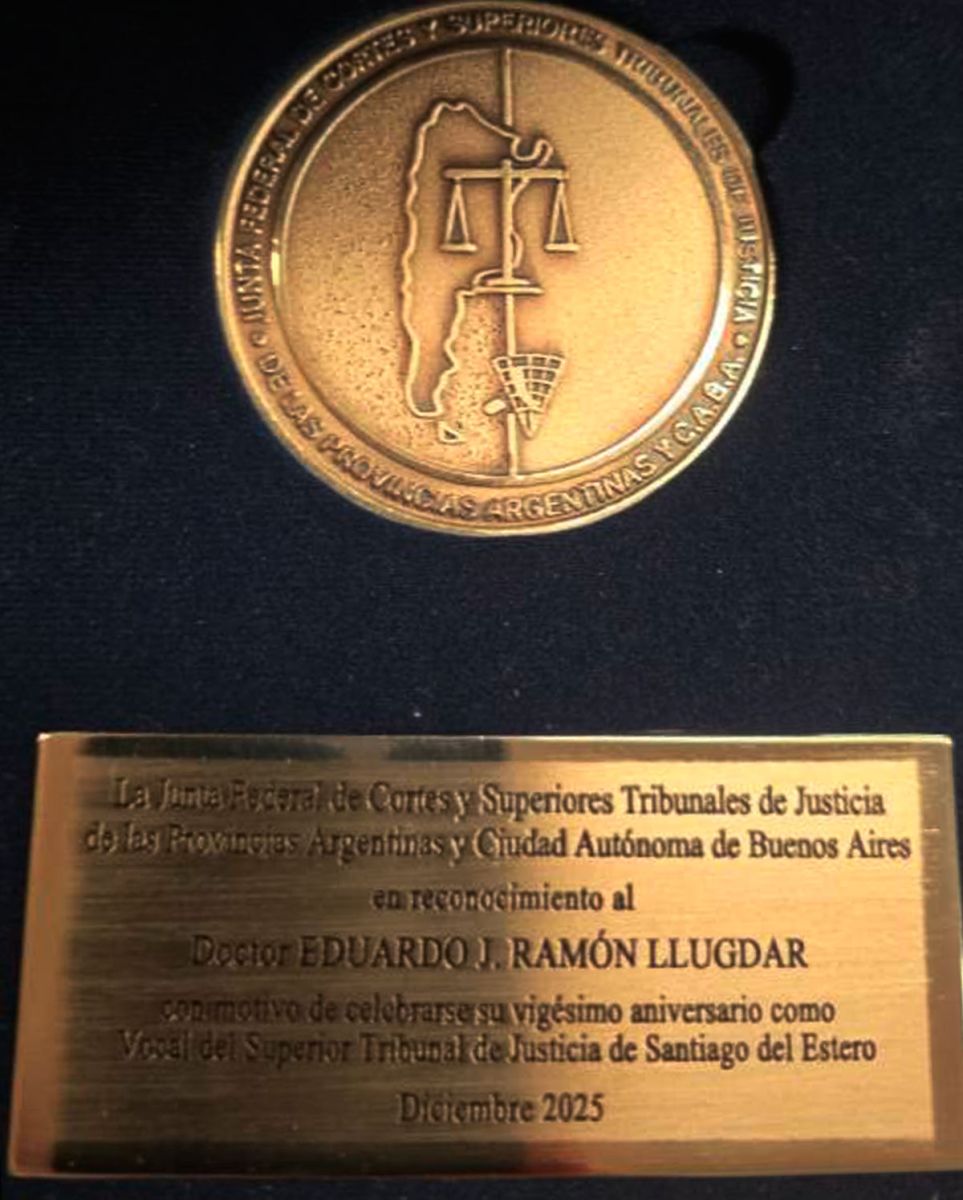 • JUNTA FEDERAL DE CORTES Y SUPERIORES TRIBUNALES DE JUSTICIA •
DE LAS PROVINCIAS ARGENTINAS Y C.A.B.A.
La Junta Federal de Cortes y Superiores Tribunales de Justicia
de las Provincias Argentinas y Ciudad Autónoma de Buenos Aires
en reconocimiento al
Doctor EDUARDO J. RAMÓN LLUGDAR
con motivo de celebrarse su vigésimo aniversario como
Vocal del Superior Tribunal de Justicia de Santiago del Estero
Diciembre 2025